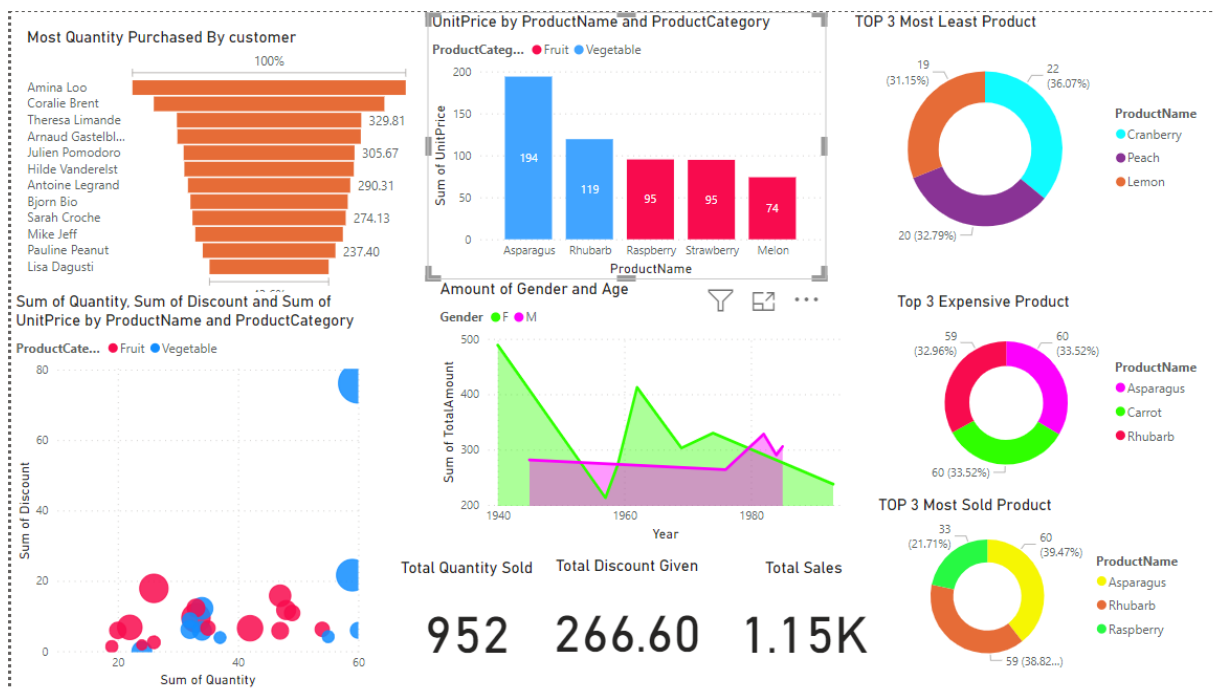 Most Quantity Purchased By customer
100%
Amina Loo
Coralie Brent
Theresa Limande
329.81
Arnaud Gastelbl...
Julien Pomodoro
305.67
Hilde Vanderelst
Antoine Legrand
290.31
Bjorn Bio
Sarah Croche
274.13
Mike Jeff
Pauline Peanut
237.40
Lisa Dagusti
UnitPrice by ProductName and ProductCategory
ProductCateg... Fruit Vegetable
Sum of UnitPrice
200
150
100
50
0
194
119
95
95
74
Asparagus Rhubarb Raspberry Strawberry Melon
ProductName
TOP 3 Most Least Product
19
(31.15%)
22
(36.07%)
20 (32.79%)
ProductName
Cranberry
Peach
Lemon
Sum of Quantity, Sum of Discount and Sum of
UnitPrice by ProductName and ProductCategory
ProductCate... Fruit Vegetable
Sum of Discount
80
60
40
20
0
20 40 60
Sum of Quantity
Amount of Gender and Age
Gender F M
Sum of TotalAmount
500
400
300
200
1940 1960 1980
Year
Top 3 Expensive Product
59
(32.96%)
60
(33.52%)
60 (33.52%)
ProductName
Asparagus
Carrot
Rhubarb
Total Quantity Sold
952
Total Discount Given
266.60
Total Sales
1.15K
TOP 3 Most Sold Product
33
(21.71%)
60
(39.47%)
59 (38.82...)
ProductName
Asparagus
Rhubarb
Raspberry